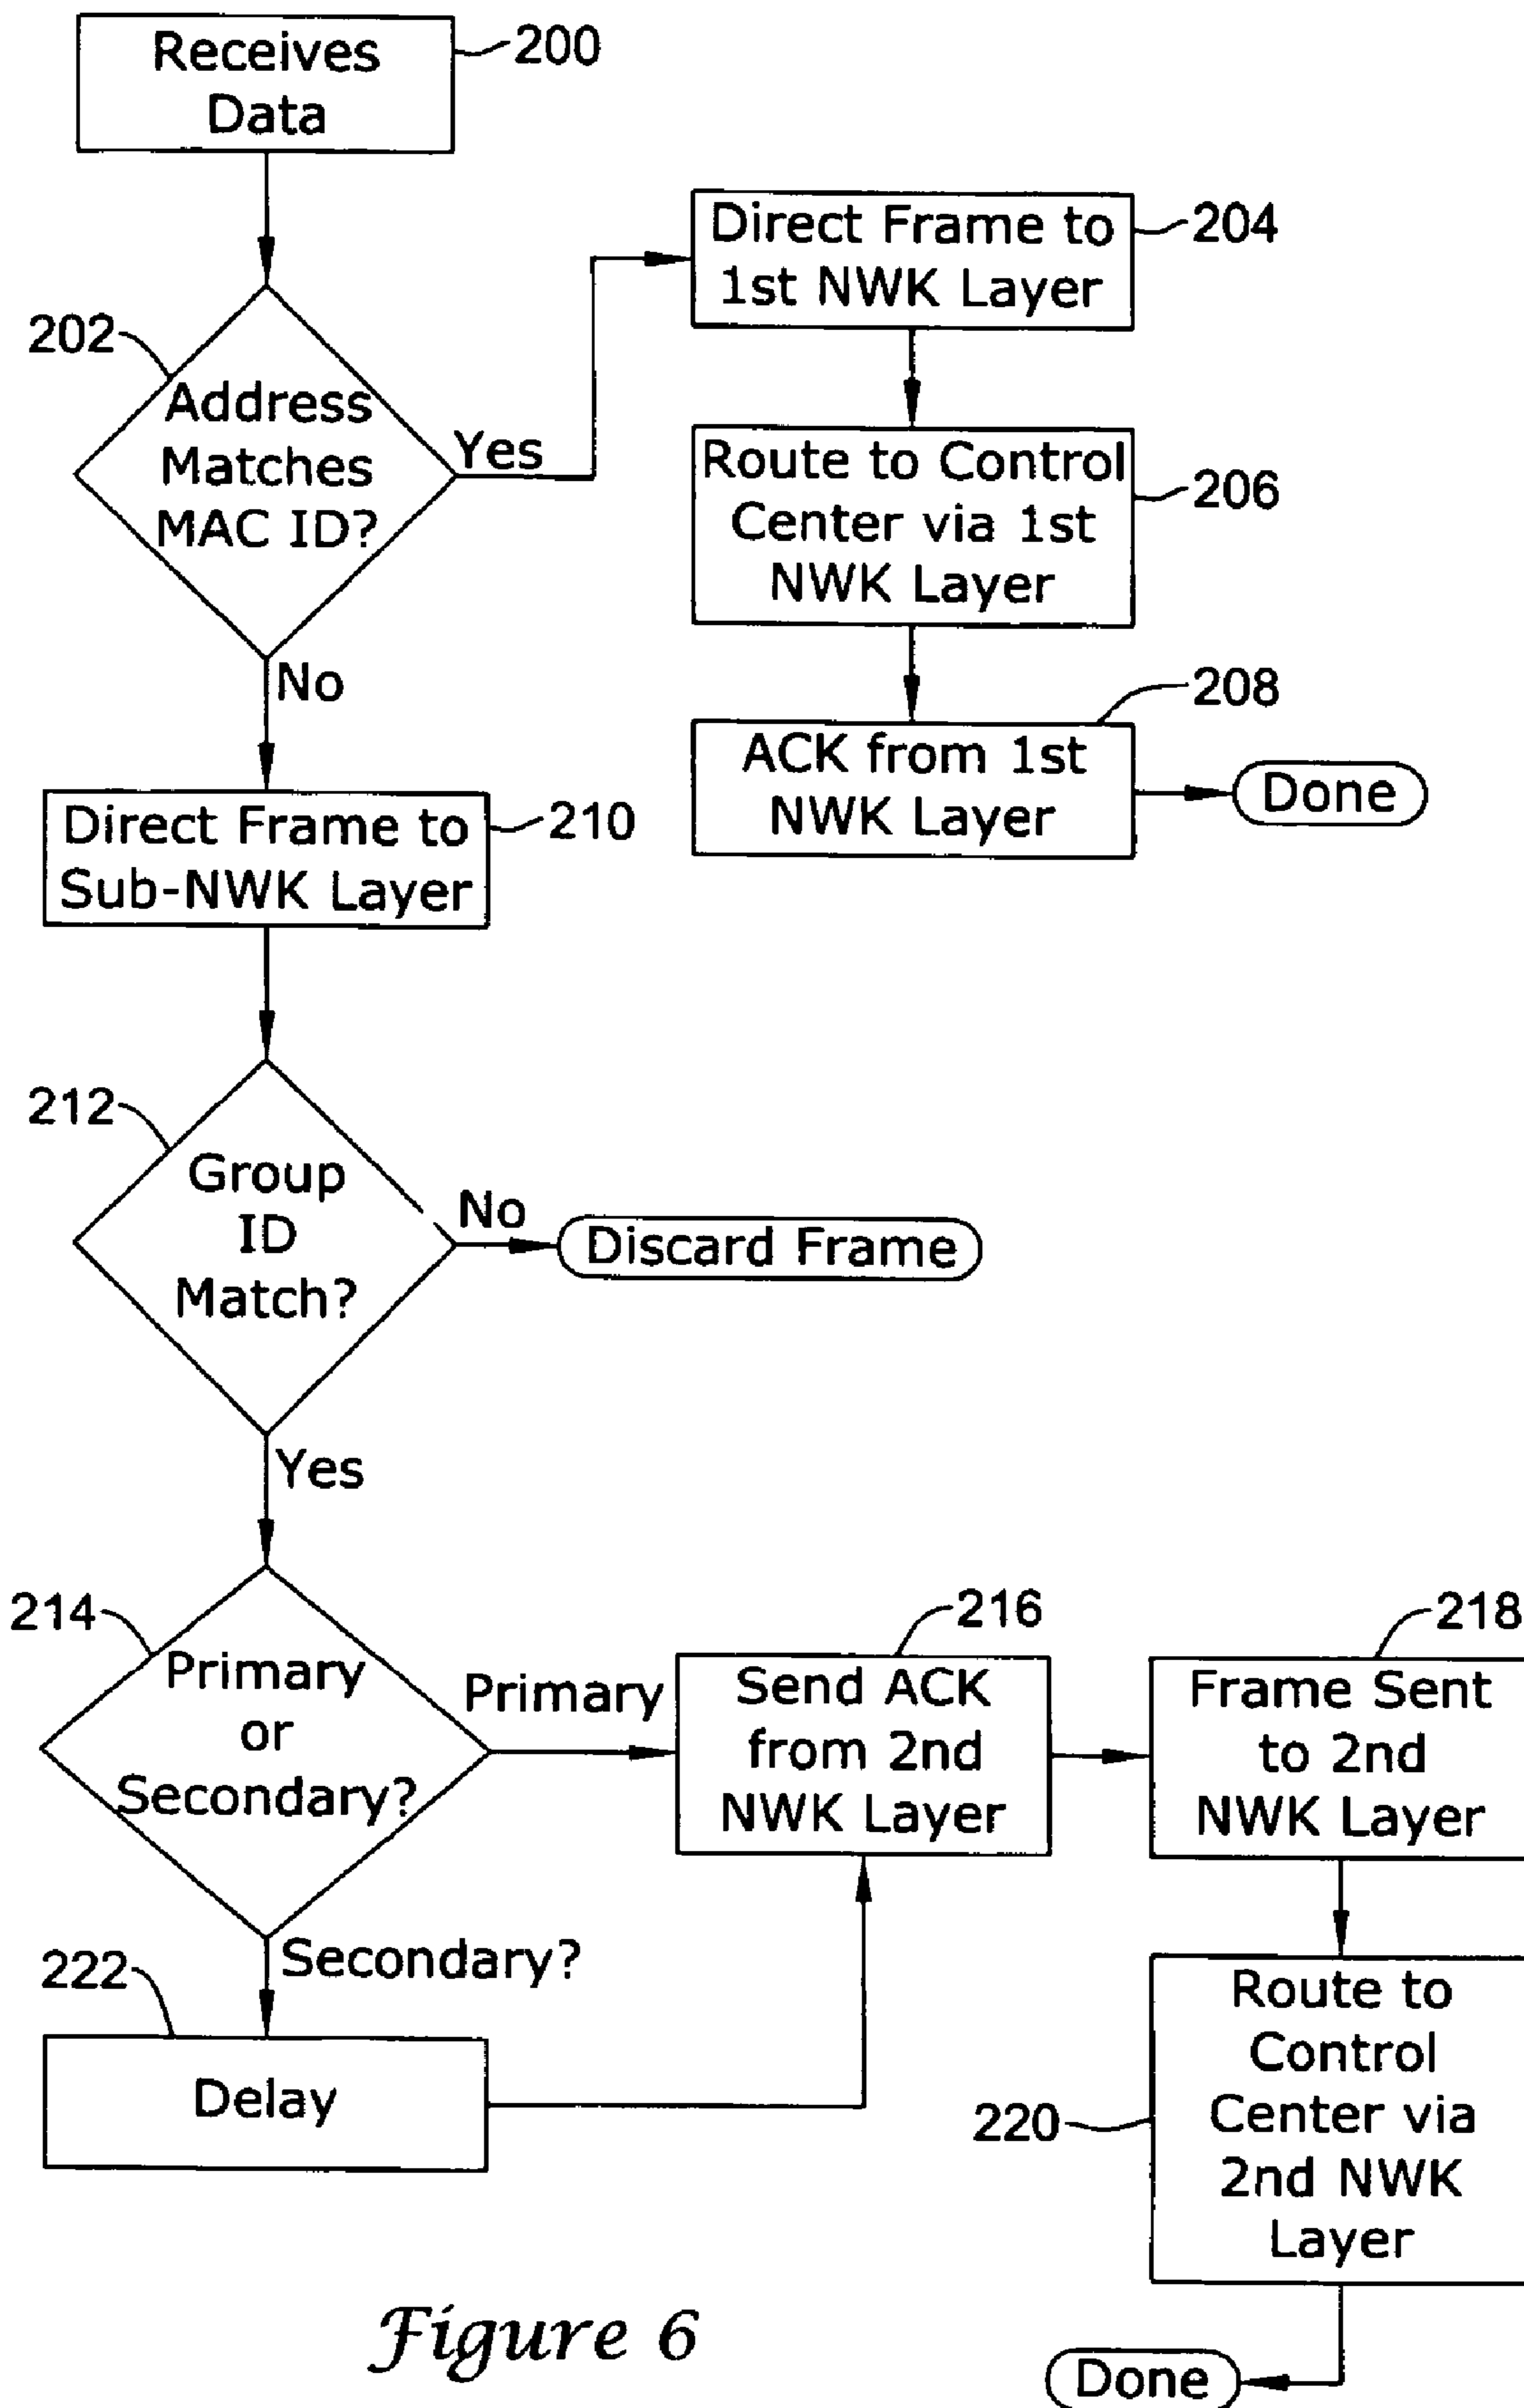 Receives
Data
200
202
Address
Matches
MAC ID?
Yes
No
Direct Frame to
1st NWK Layer
204
Route to Control
Center via 1st
NWK Layer
206
208
ACK from 1st
NWK Layer
Done
Direct Frame to
Sub-NWK Layer
210
212
Group
ID
Match?
No
Discard Frame
Yes
214
Primary
or
Secondary?
Primary
216
Send ACK
from 2nd
NWK Layer
218
Frame Sent
to 2nd
NWK Layer
Secondary?
222
Delay
220
Route to
Control
Center via
2nd NWK
Layer
Done
Figure 6